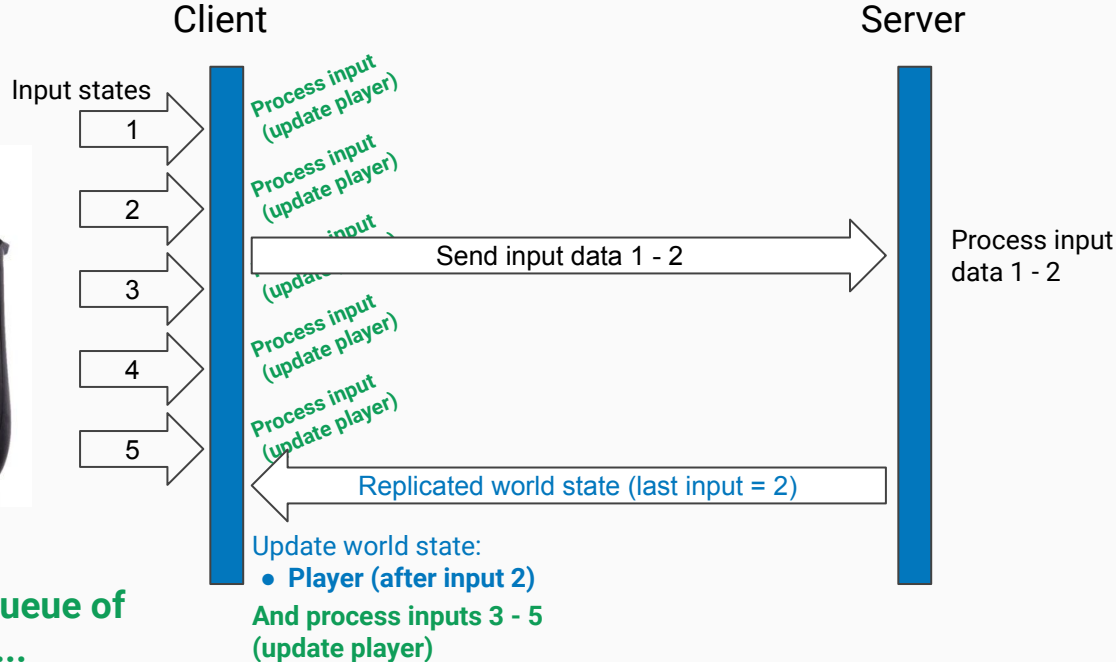 Client
Server
Input states
1
Process input
(update player)
2
Process input
(update player)
input
Send input data 1 - 2
Process input
data 1 - 2
3
4
Process input
(update player)
5
Process input
(update player)
Replicated world state (last input = 2)
Update world state:
● Player (after input 2)
And process inputs 3 - 5
(update player)
of
...